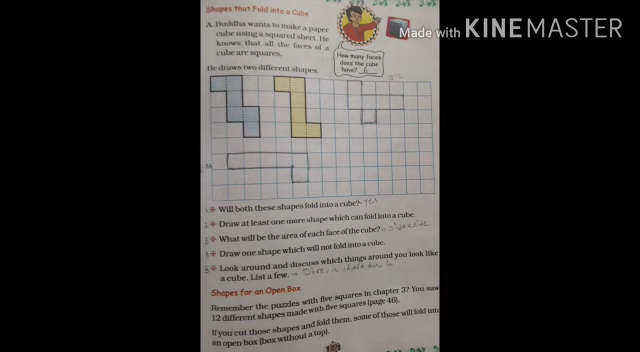 Made with KINEMASTER
Shapes that Fold into a Cube
A. Buddha wants to make a paper
cube using a squared sheet. He
knows that all the faces of a
cube are squares.
How many faces
does the cube
have? 6
He draws two different shapes.
Will both these shapes fold into a cube? - yes
Draw at least one more shape which can fold into a cube.
What will be the area of each face of the cube? - side x side
Draw one shape which will not fold into a cube.
Look around and discuss which things around you look like
a cube. List a few. → Dice, a chalk box
Shapes for an Open Box
Remember the puzzles with five squares in chapter 3? You saw
12 different shapes made with five squares (page 46).
If you cut those shapes and fold them, some of those will fold into
an open box (box without a top).